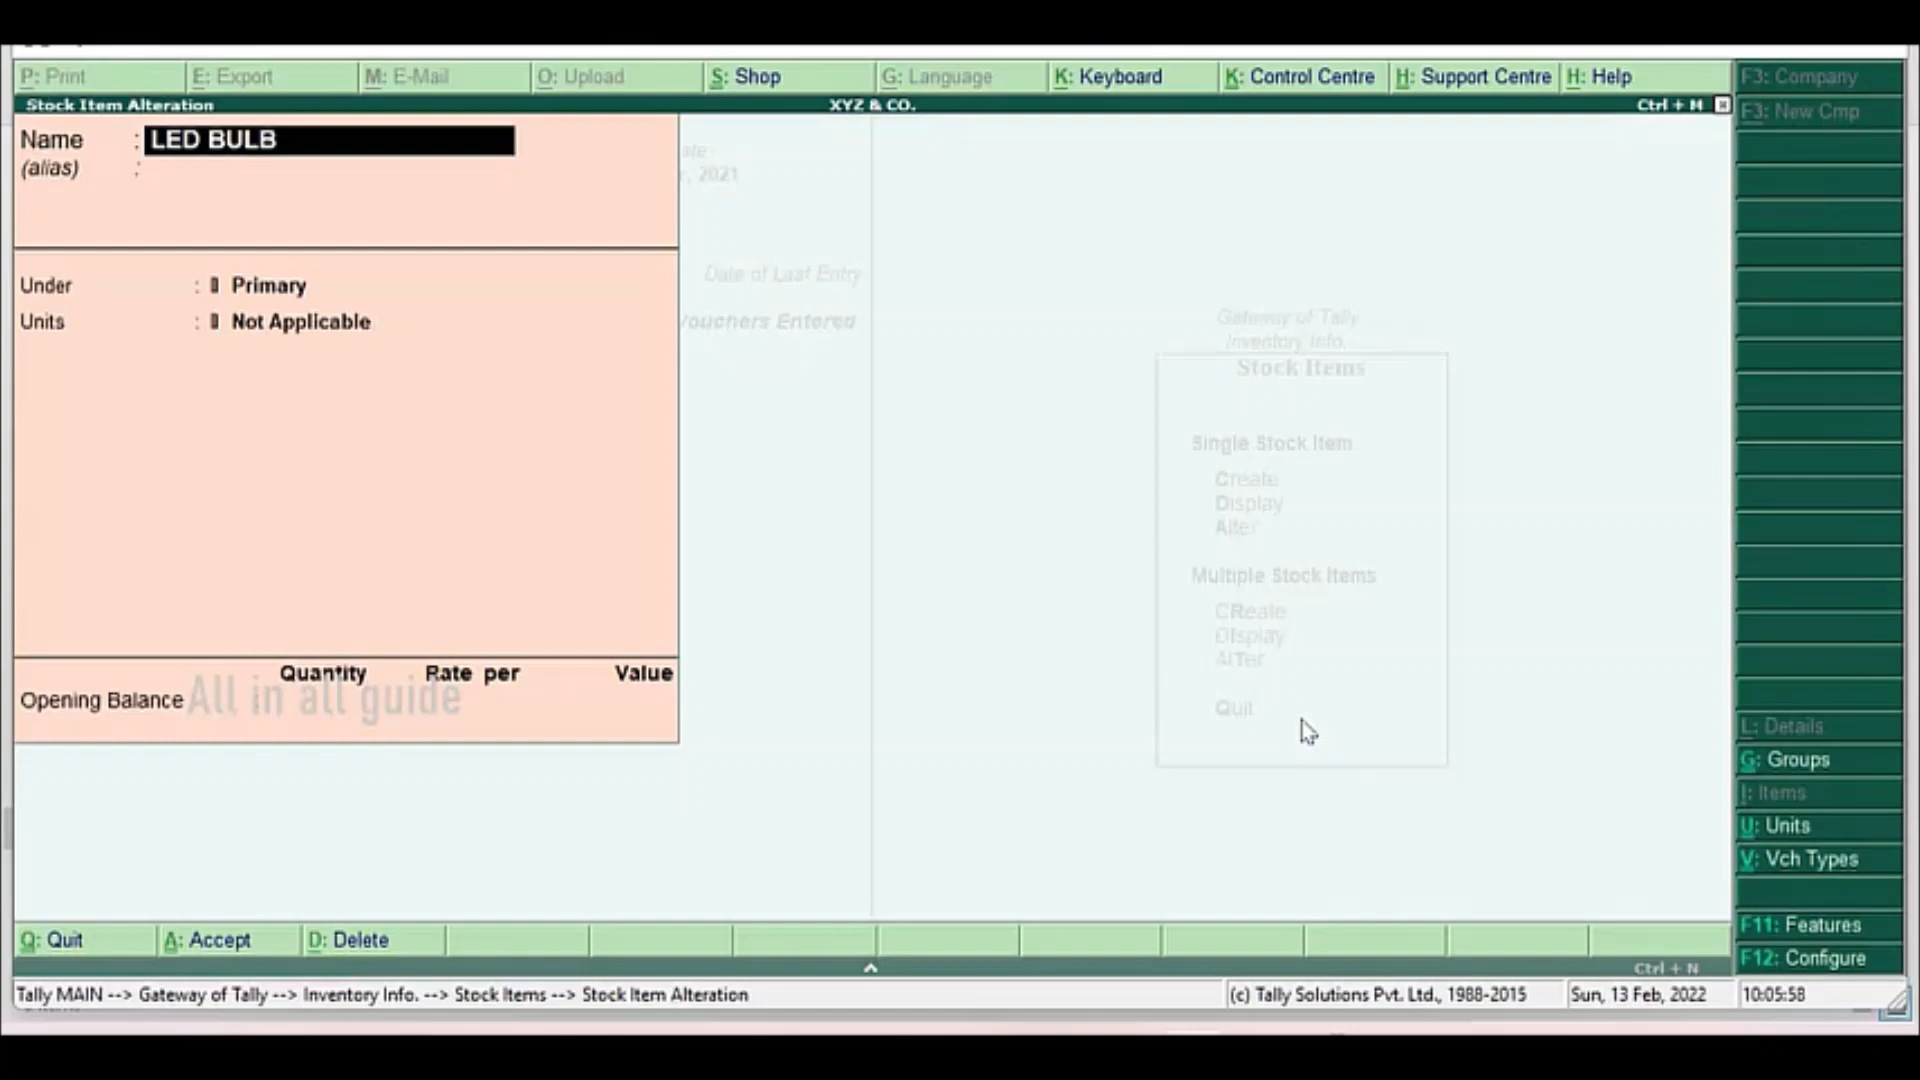 P: Print E: Export M: E-Mail O: Upload S: Shop G: Language K: Keyboard K: Control Centre H: Support Centre H: Help F3: Company
Stock Item Alteration XYZ & CO. Ctrl + M
F3: New Cmp
Name : LED BULB
(alias) :
, 2021
Under : Primary
Date of Last Entry
Units : Not Applicable
Vouchers Entered
Gateway of Tally
Inventory Info.
Stock Items
Single Stock Item
Create
Display
Alter
Multiple Stock Items
CReate
DIsplay
AlTer
Quit
Quantity Rate per Value
Opening Balance
All in all guide
L: Details
G: Groups
I: Items
U: Units
V: Vch Types
F11: Features
F12: Configure
Q: Quit A: Accept D: Delete
Ctrl + N
Tally MAIN --> Gateway of Tally --> Inventory Info. --> Stock Items --> Stock Item Alteration (c) Tally Solutions Pvt. Ltd., 1988-2015 Sun, 13 Feb, 2022 10:05:58